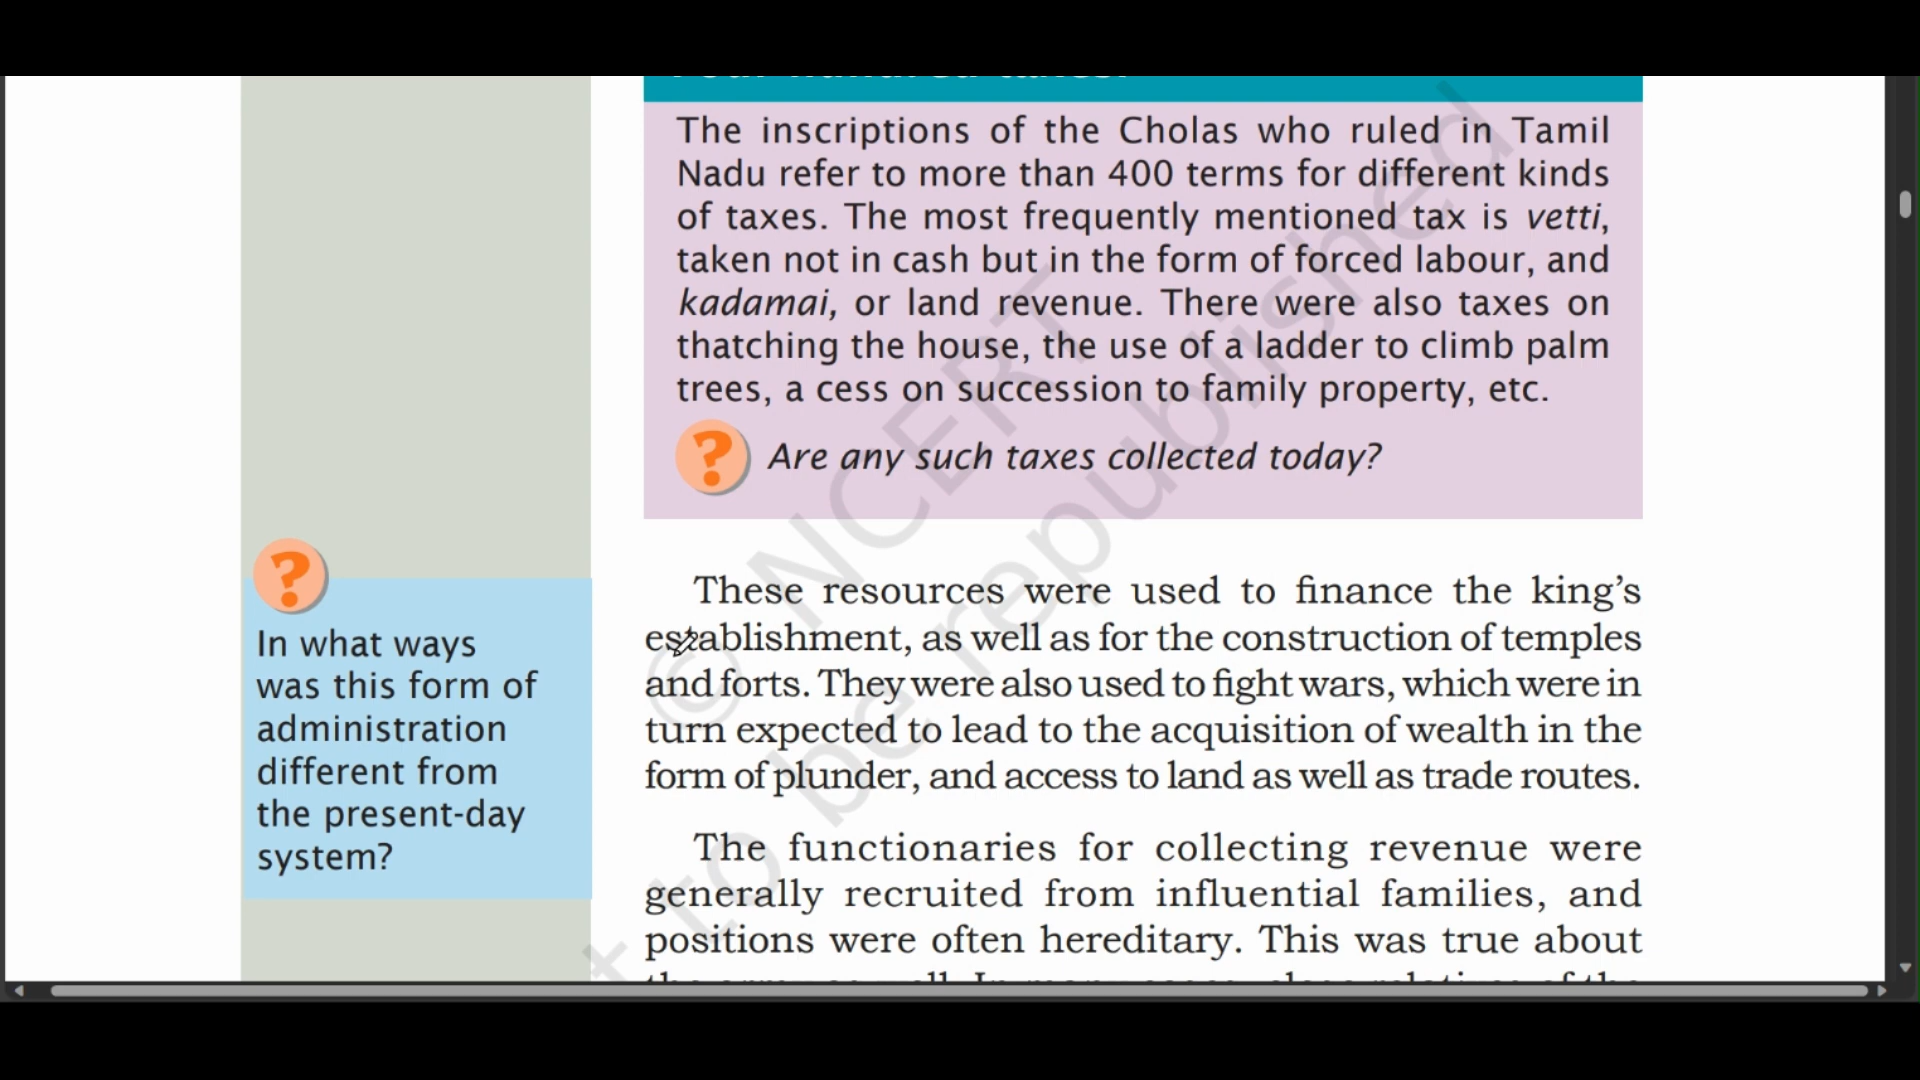 The inscriptions of the Cholas who ruled in Tamil
Nadu refer to more than 400 terms for different kinds
of taxes. The most frequently mentioned tax is vetti,
taken not in cash but in the form of forced labour, and
kadamai, or land revenue. There were also taxes on
thatching the house, the use of a ladder to climb palm
trees, a cess on succession to family property, etc.
? Are any such taxes collected today?
?
In what ways
was this form of
administration
different from
the present-day
system?
These resources were used to finance the king’s
establishment, as well as for the construction of temples
and forts. They were also used to fight wars, which were in
turn expected to lead to the acquisition of wealth in the
form of plunder, and access to land as well as trade routes.
The functionaries for collecting revenue were
generally recruited from influential families, and
positions were often hereditary. This was true about
© NCERT
to be republished